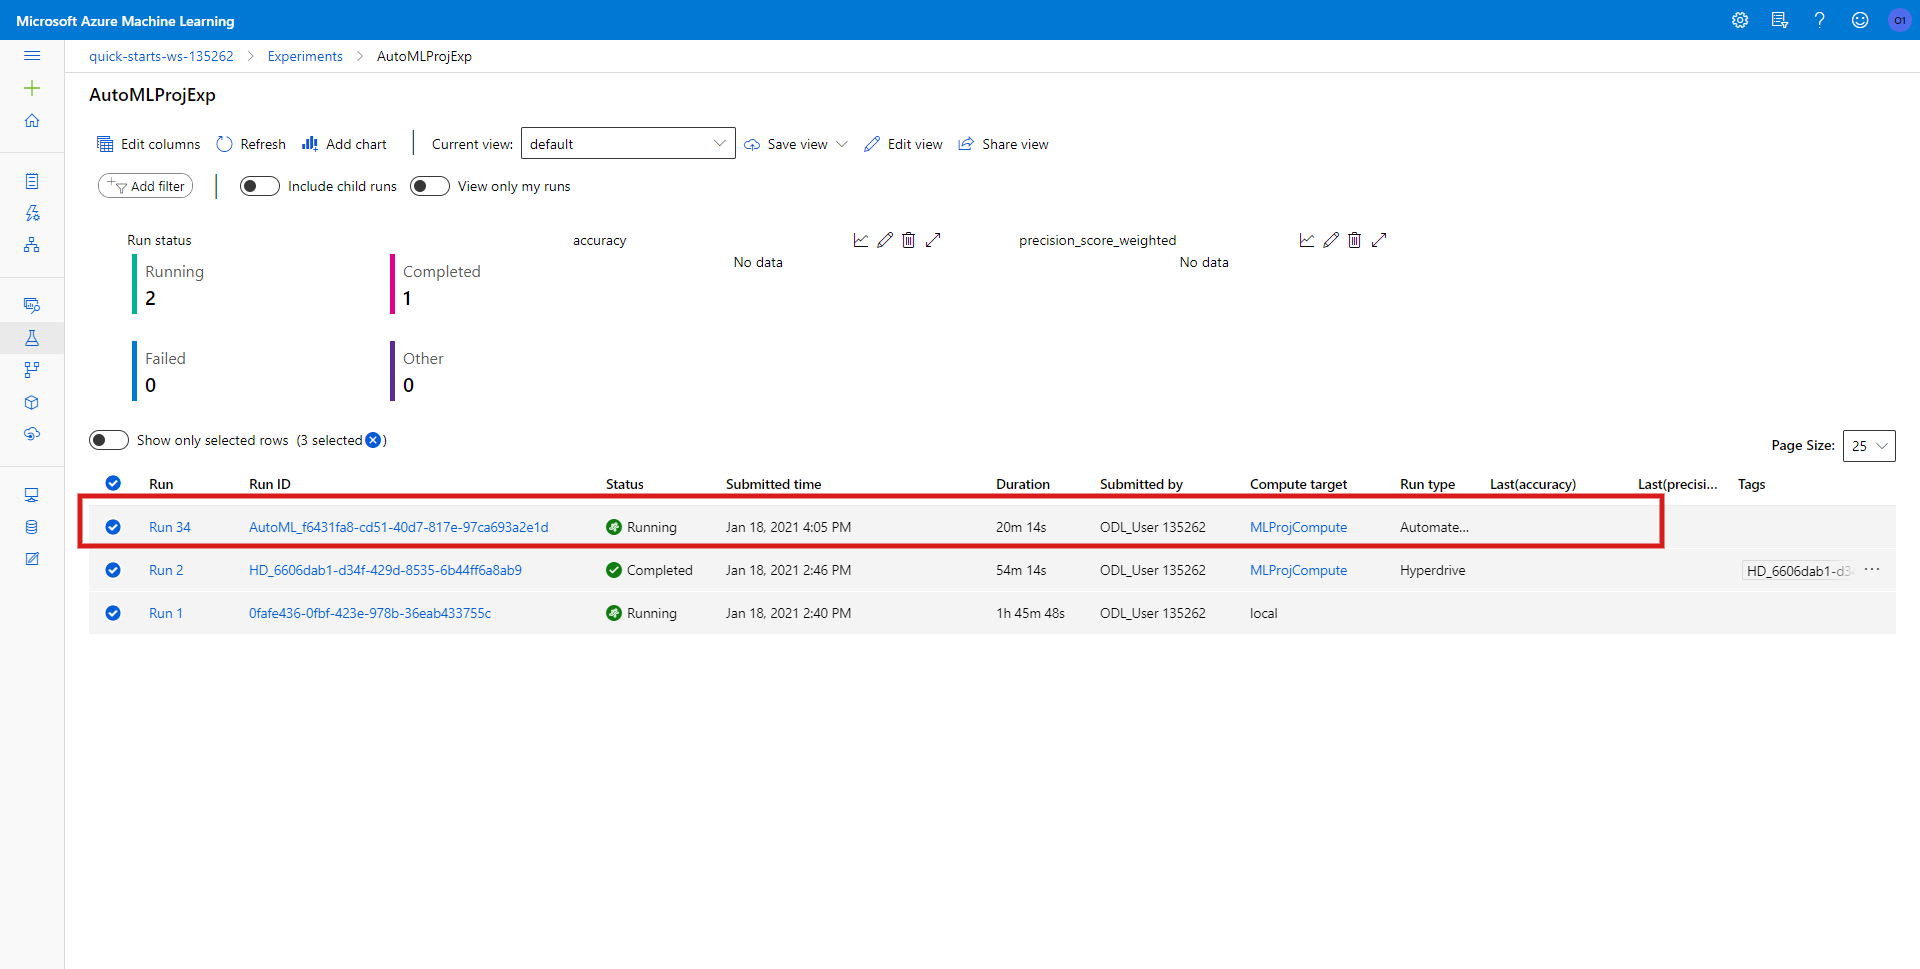 Microsoft Azure Machine Learning
O1
quick-starts-ws-135262 > Experiments > AutoMLProjExp
AutoMLProjExp
Edit columns Refresh Add chart Current view: default Save view Edit view Share view
Add filter Include child runs View only my runs
Run status accuracy precision_score_weighted
No data No data
Running Completed
2 1
Failed Other
0 0
Show only selected rows (3 selected )
Page Size: 25
Run Run ID Status Submitted time Duration Submitted by Compute target Run type Last(accuracy) Last(precisi... Tags
Run 34 AutoML_f6431fa8-cd51-40d7-817e-97ca693a2e1d Running Jan 18, 2021 4:05 PM 20m 14s ODL_User 135262 MLProjCompute Automate...
Run 2 HD_6606dab1-d34f-429d-8535-6b44ff6a8ab9 Completed Jan 18, 2021 2:46 PM 54m 14s ODL_User 135262 MLProjCompute Hyperdrive HD_6606dab1-d3 ...
Run 1 0fafe436-0fbf-423e-978b-36eab433755c Running Jan 18, 2021 2:40 PM 1h 45m 48s ODL_User 135262 local